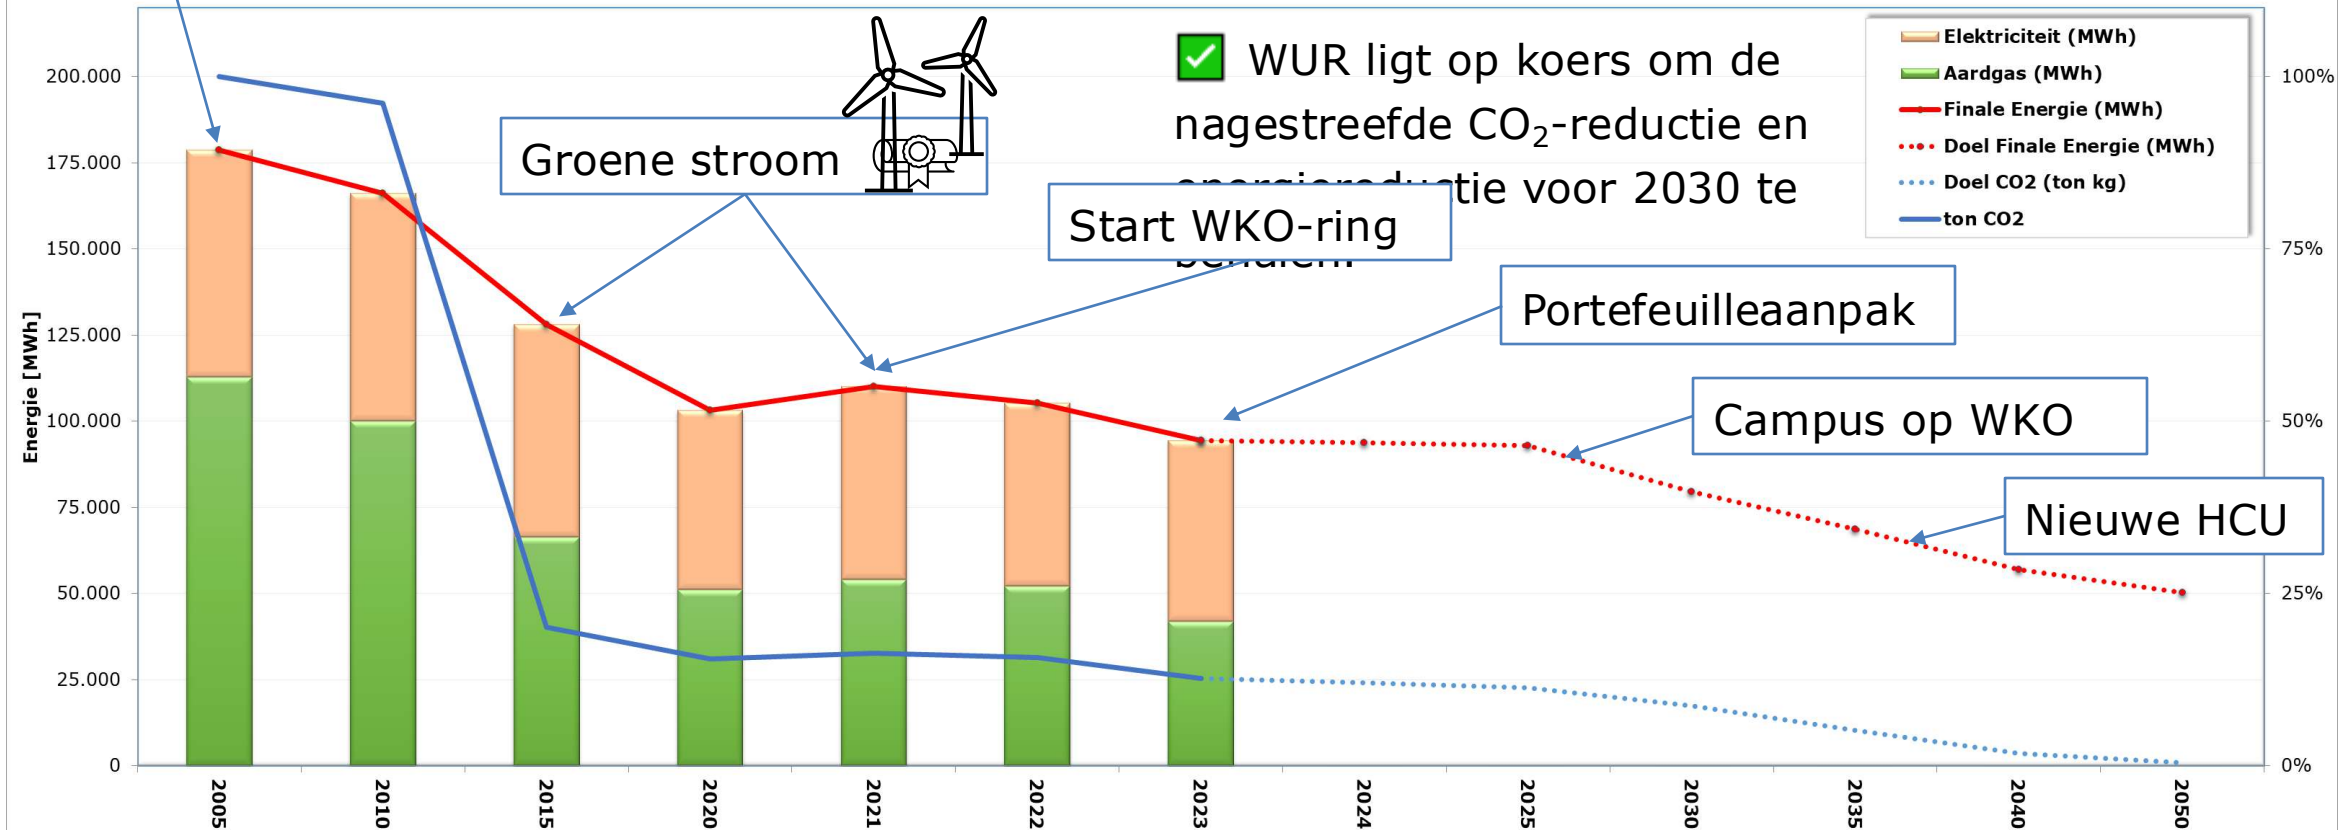 WUR ligt op koers om de
nagestreefde CO₂-reductie en
energiereductie voor 2030 te
behalen.
Groene stroom
Start WKO-ring
Portefeuilleaanpak
Campus op WKO
Nieuwe HCU
Elektriciteit (MWh)
Aardgas (MWh)
Finale Energie (MWh)
Doel Finale Energie (MWh)
Doel CO2 (ton kg)
ton CO2
Energie [MWh]
200.000
175.000
150.000
125.000
100.000
75.000
50.000
25.000
0
100%
75%
50%
25%
0%
2005
2010
2015
2020
2021
2022
2023
2024
2025
2030
2035
2040
2050